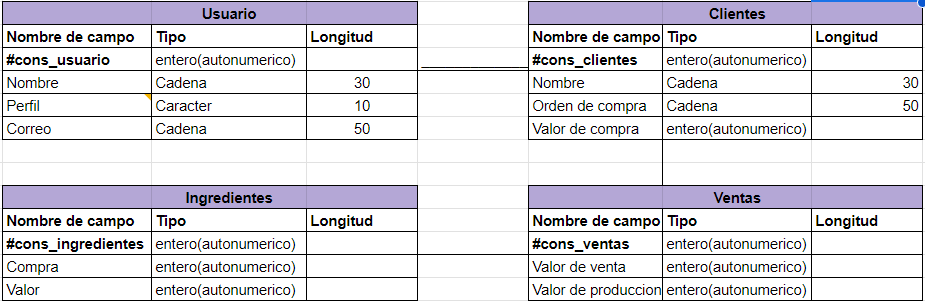 Usuario
Nombre de campo Tipo Longitud
#cons_usuario entero(autonumerico)
Nombre Cadena 30
Perfil Caracter 10
Correo Cadena 50
Clientes
Nombre de campo Tipo Longitud
#cons_clientes entero(autonumerico)
Nombre Cadena 30
Orden de compra Cadena 50
Valor de compra entero(autonumerico)
Ingredientes
Nombre de campo Tipo Longitud
#cons_ingredientes entero(autonumerico)
Compra entero(autonumerico)
Valor entero(autonumerico)
Ventas
Nombre de campo Tipo Longitud
#cons_ventas entero(autonumerico)
Valor de venta entero(autonumerico)
Valor de produccion entero(autonumerico)